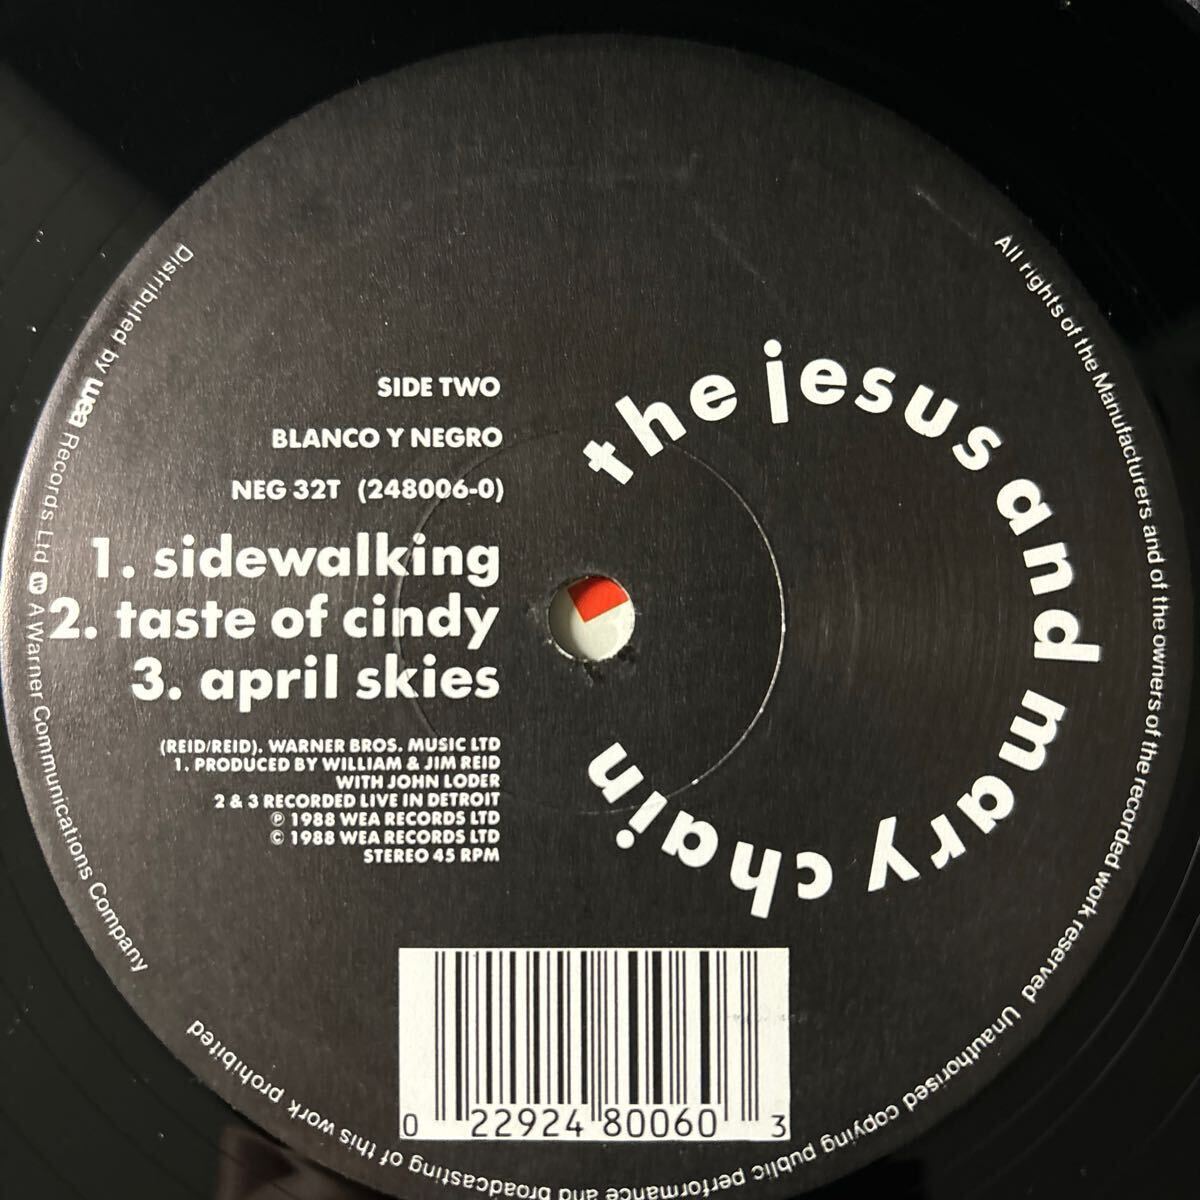 SIDE TWO
BLANCO Y NEGRO
NEG 32T (248006-0)
1. sidewalking
2. taste of cindy
3. april skies
(REID/REID). WARNER BROS. MUSIC LTD
1. PRODUCED BY WILLIAM & JIM REID
WITH JOHN LODER
2 & 3 RECORDED LIVE IN DETROIT
℗ 1988 WEA RECORDS LTD
© 1988 WEA RECORDS LTD
STEREO 45 RPM
the jesus and mary chain
0 22924 80060 3
All rights of the Manufacturers and of the owners of the recorded work reserved Unauthorised copying public performance and broadcasting of this work prohibited
Distributed by wea Records Ltd W A Warner Communications Company